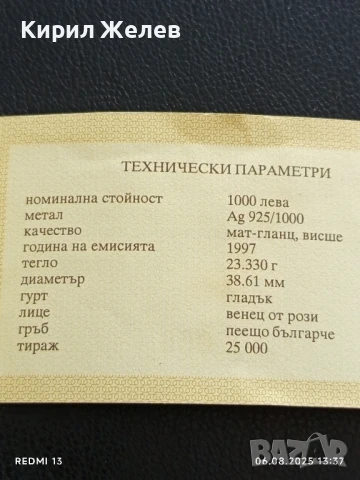 Кирил Желев
ТЕХНИЧЕСКИ ПАРАМЕТРИ
номинална стойност 1000 лева
метал Ag 925/1000
качество мат-гланц, висше
година на емисията 1997
тегло 23.330 г
диаметър 38.61 мм
гурт гладък
лице венец от рози
гръб пеещо българче
тираж 25 000
REDMI 13
06.08.2025 13:37
BAZAR